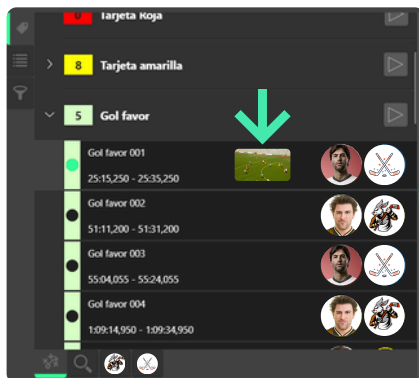 0 Tarjeta Roja
8 Tarjeta amarilla
5 Gol favor
Gol favor 001
25:15,250 - 25:35,250
Gol favor 002
51:11,200 - 51:31,200
Gol favor 003
55:04,055 - 55:24,055
Gol favor 004
1:09:14,950 - 1:09:34,950